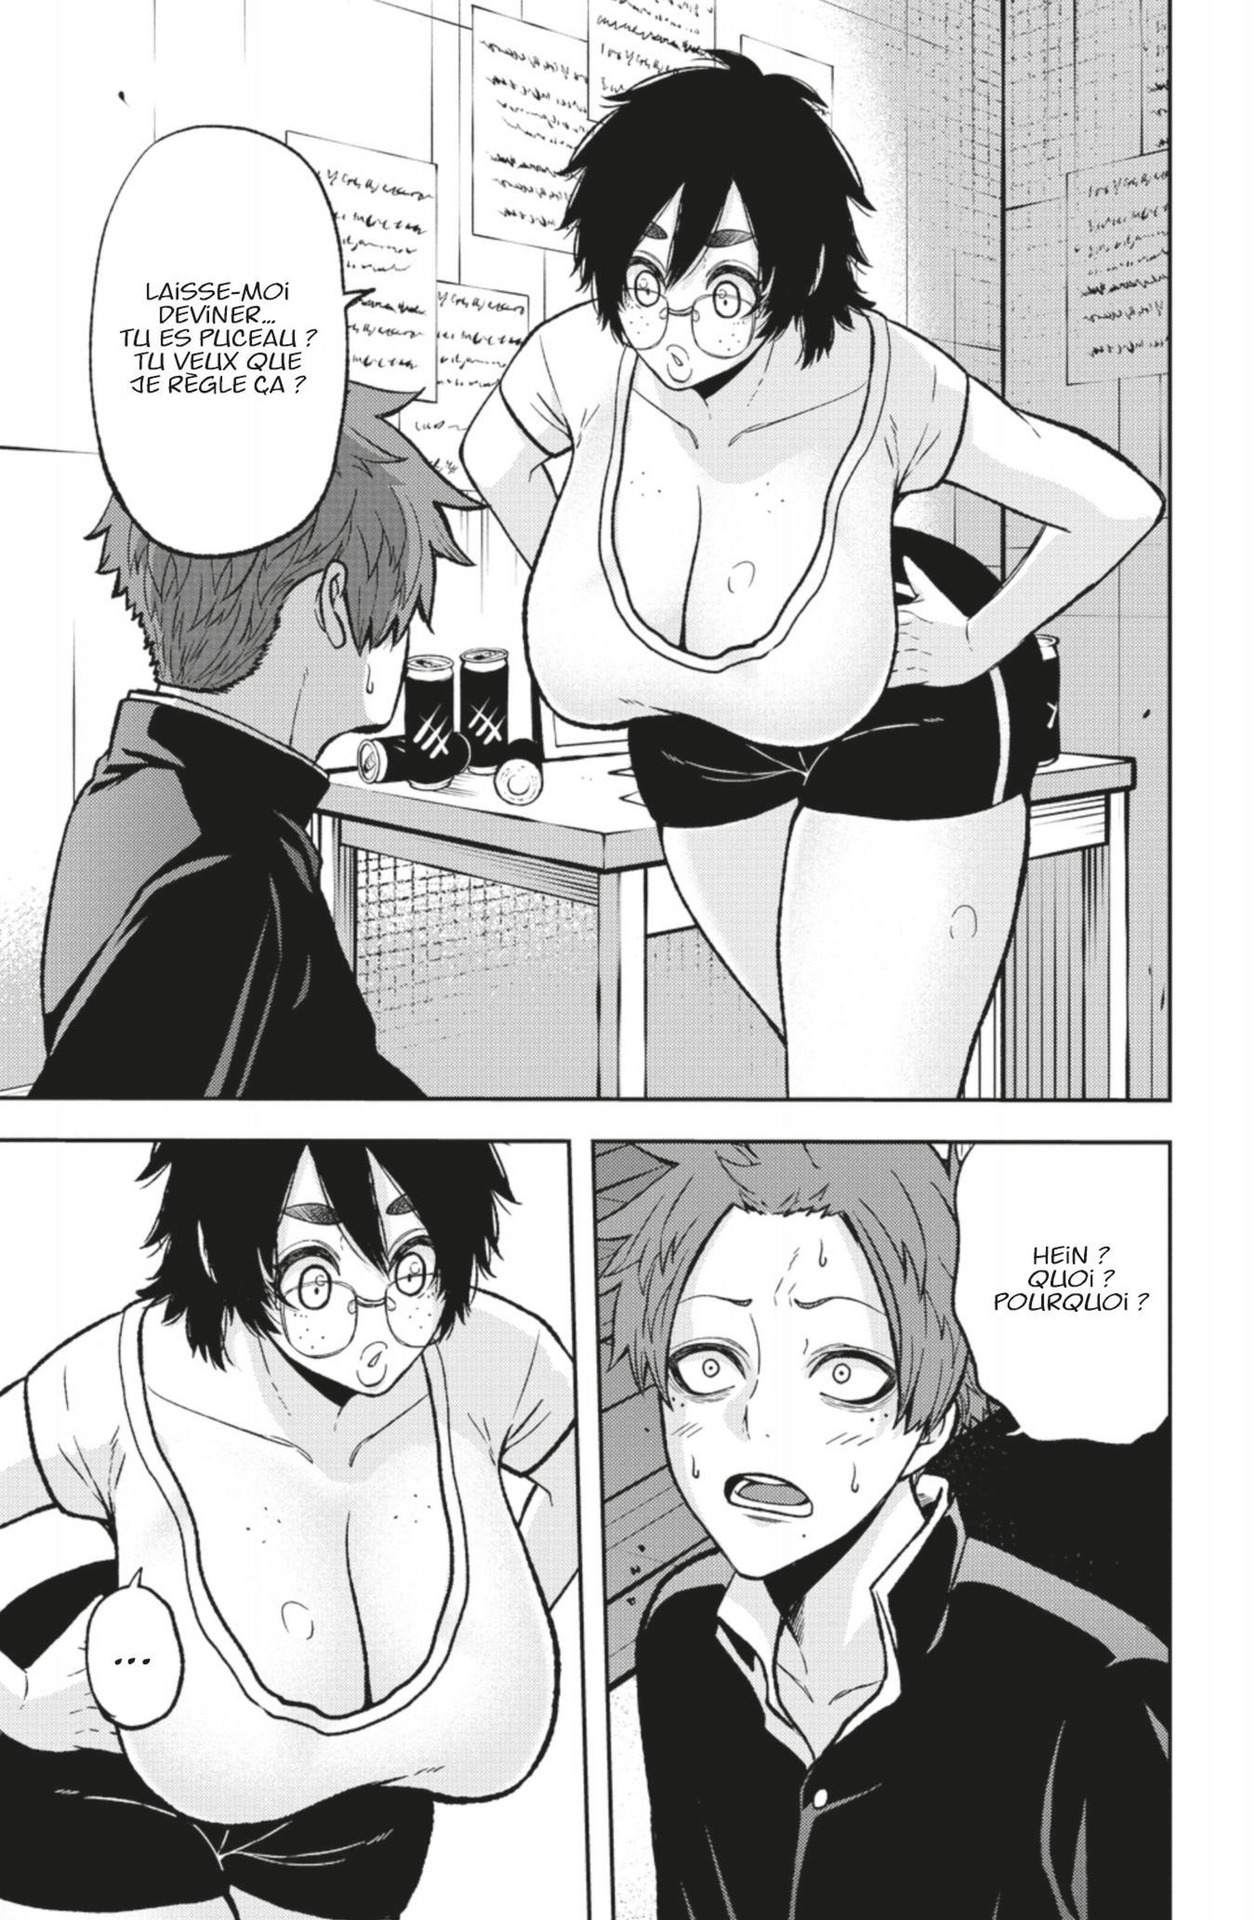 LAISSE-MOI
DEVINER...
TU ES PUCEAU ?
TU VEUX QUE
JE RÈGLE ÇA ?
HEIN ?
QUOI ?
POURQUOI ?
...